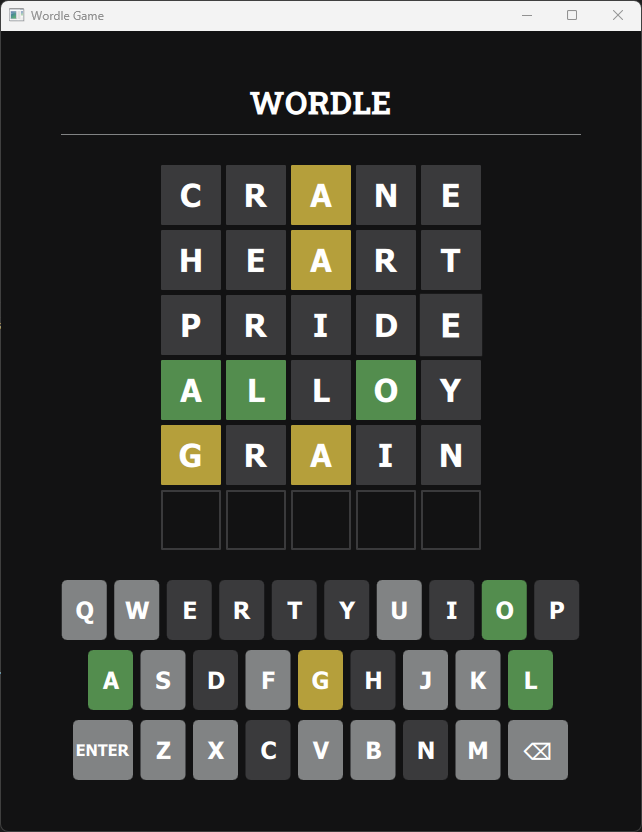 Wordle Game
WORDLE
C R A N E
H E A R T
P R I D E
A L L O Y
G R A I N
Q W E R T Y U I O P
A S D F G H J K L
ENTER Z X C V B N M ⌫